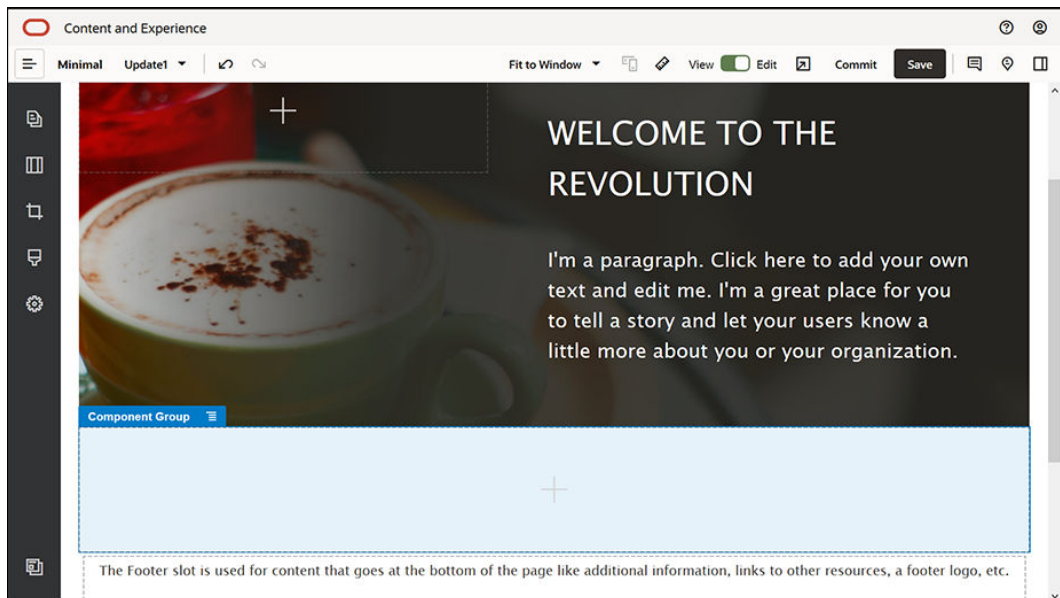 Content and Experience
Minimal Update1 Fit to Window View Edit Commit Save
WELCOME TO THE
REVOLUTION
I'm a paragraph. Click here to add your own
text and edit me. I'm a great place for you
to tell a story and let your users know a
little more about you or your organization.
Component Group
The Footer slot is used for content that goes at the bottom of the page like additional information, links to other resources, a footer logo, etc.